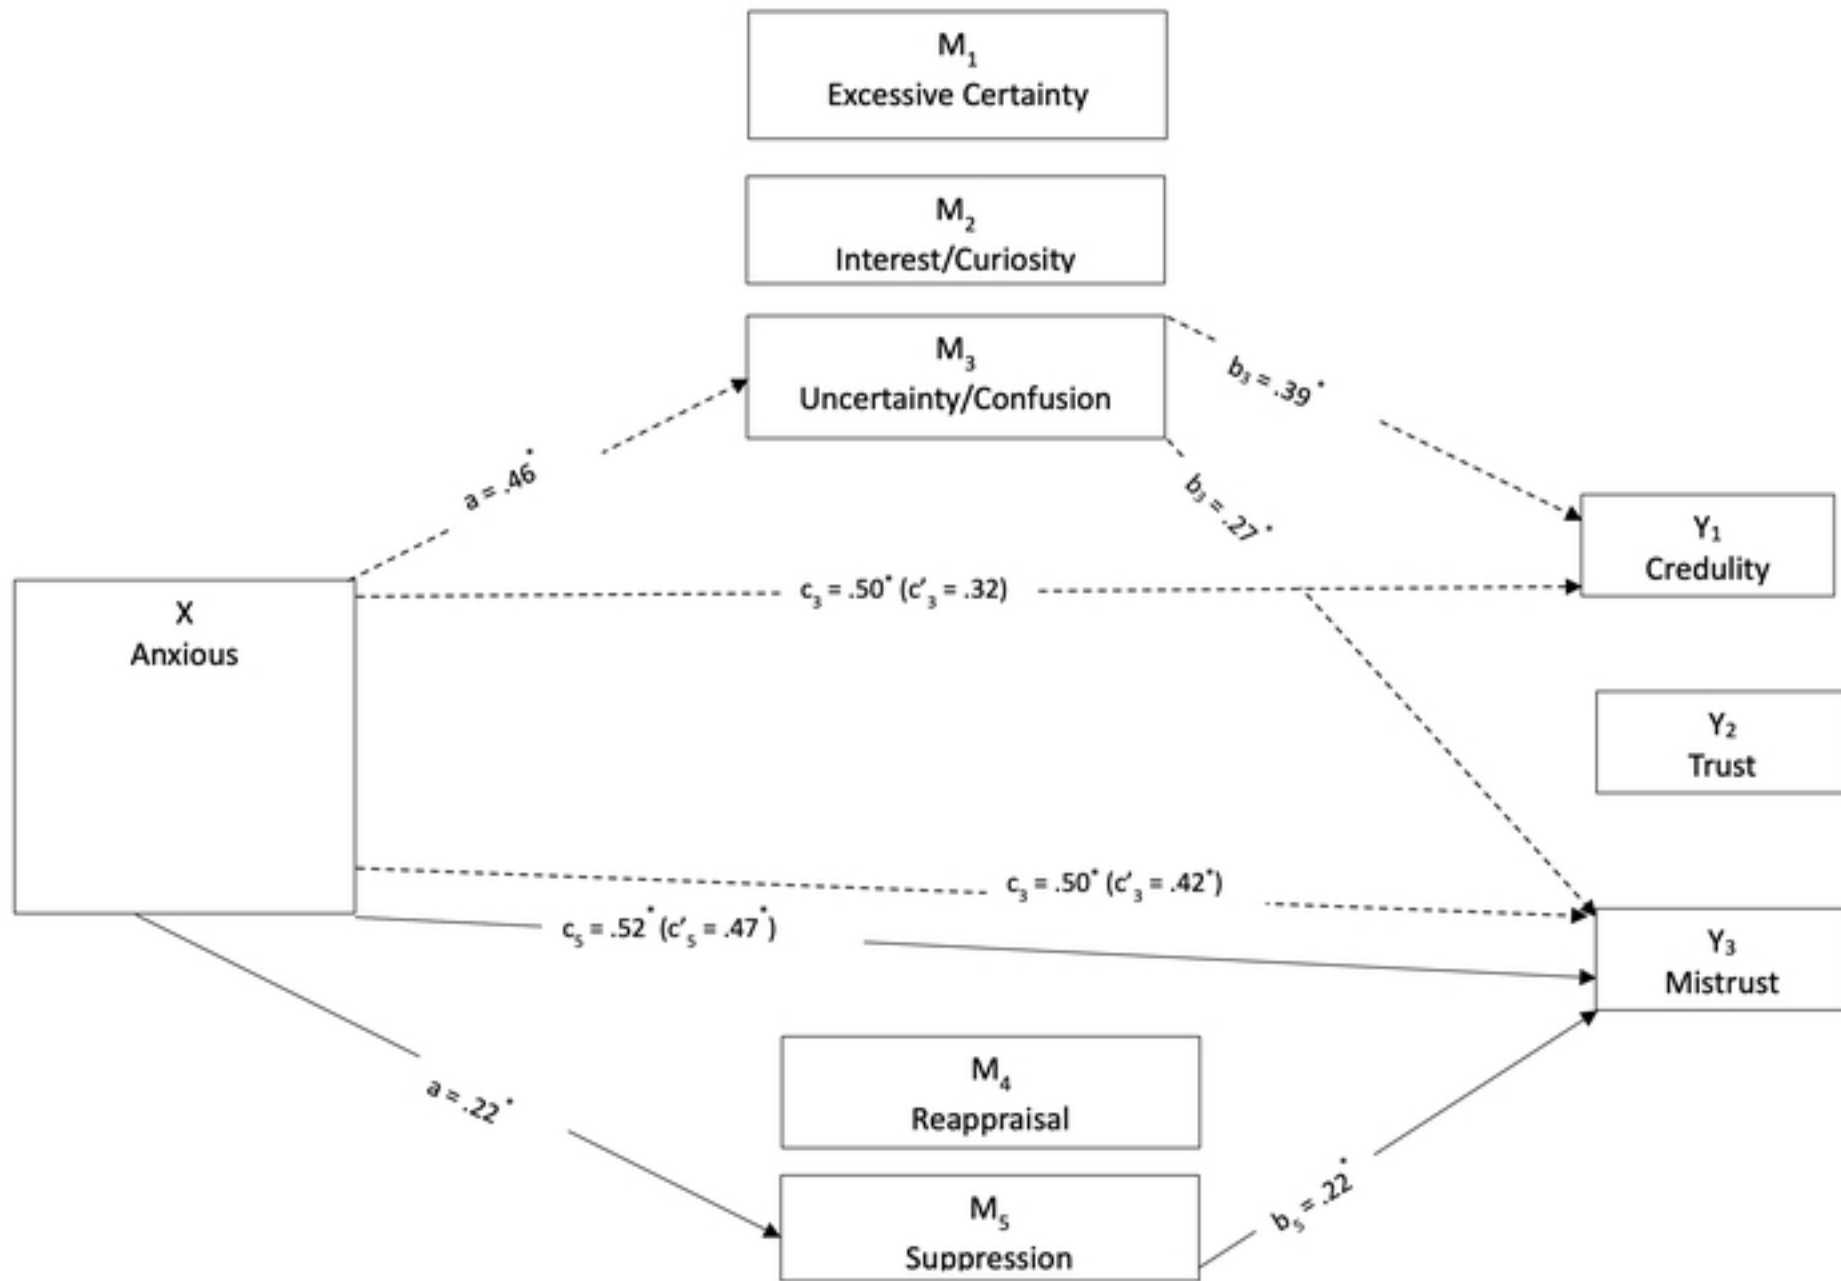 M₁
Excessive Certainty
M₂
Interest/Curiosity
M₃
Uncertainty/Confusion
b₃ = .39*
a = .46*
b₃ = .27*
Y₁
Credulity
c₃ = .50* (c'₃ = .32)
X
Anxious
Y₂
Trust
c₃ = .50* (c'₃ = .42*)
c₅ = .52* (c'₅ = .47*)
Y₃
Mistrust
M₄
Reappraisal
a = .22*
M₅
Suppression
b₅ = .22*